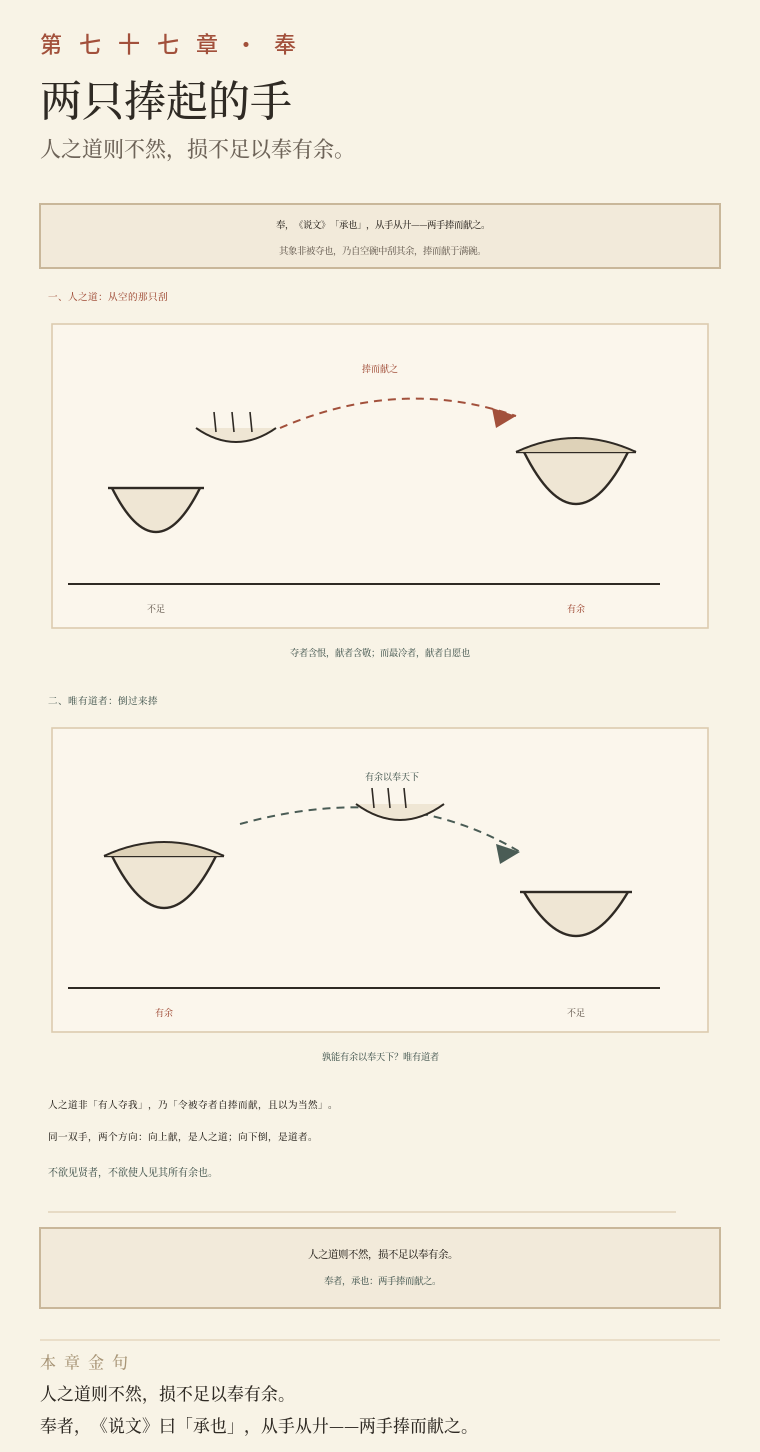 第七十七章·奉
两只捧起的手
人之道则不然，损不足以奉有余。
奉，《说文》「承也」，从手从廾——两手捧而献之。
其象非被夺也，乃自空碗中刮其余，捧而献于满碗。
一、人之道：从空的那只刮
捧而献之
不足
有余
夺者含恨，献者含敬；而最冷者，献者自愿也
二、唯有道者：倒过来捧
有余以奉天下
有余
不足
孰能有余以奉天下？唯有道者
人之道非「有人夺我」，乃「令被夺者自捧而献，且以为当然」。
同一双手，两个方向：向上献，是人之道；向下倒，是道者。
不欲见贤者，不欲使人见其所有余也。
人之道则不然，损不足以奉有余。
奉者，承也：两手捧而献之。
本章金句
人之道则不然，损不足以奉有余。
奉者，《说文》曰「承也」，从手从廾——两手捧而献之。